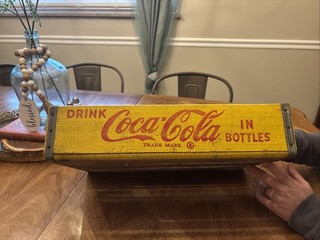 DRINK
Coca-Cola
TRADE MARK ®
IN
BOTTLES